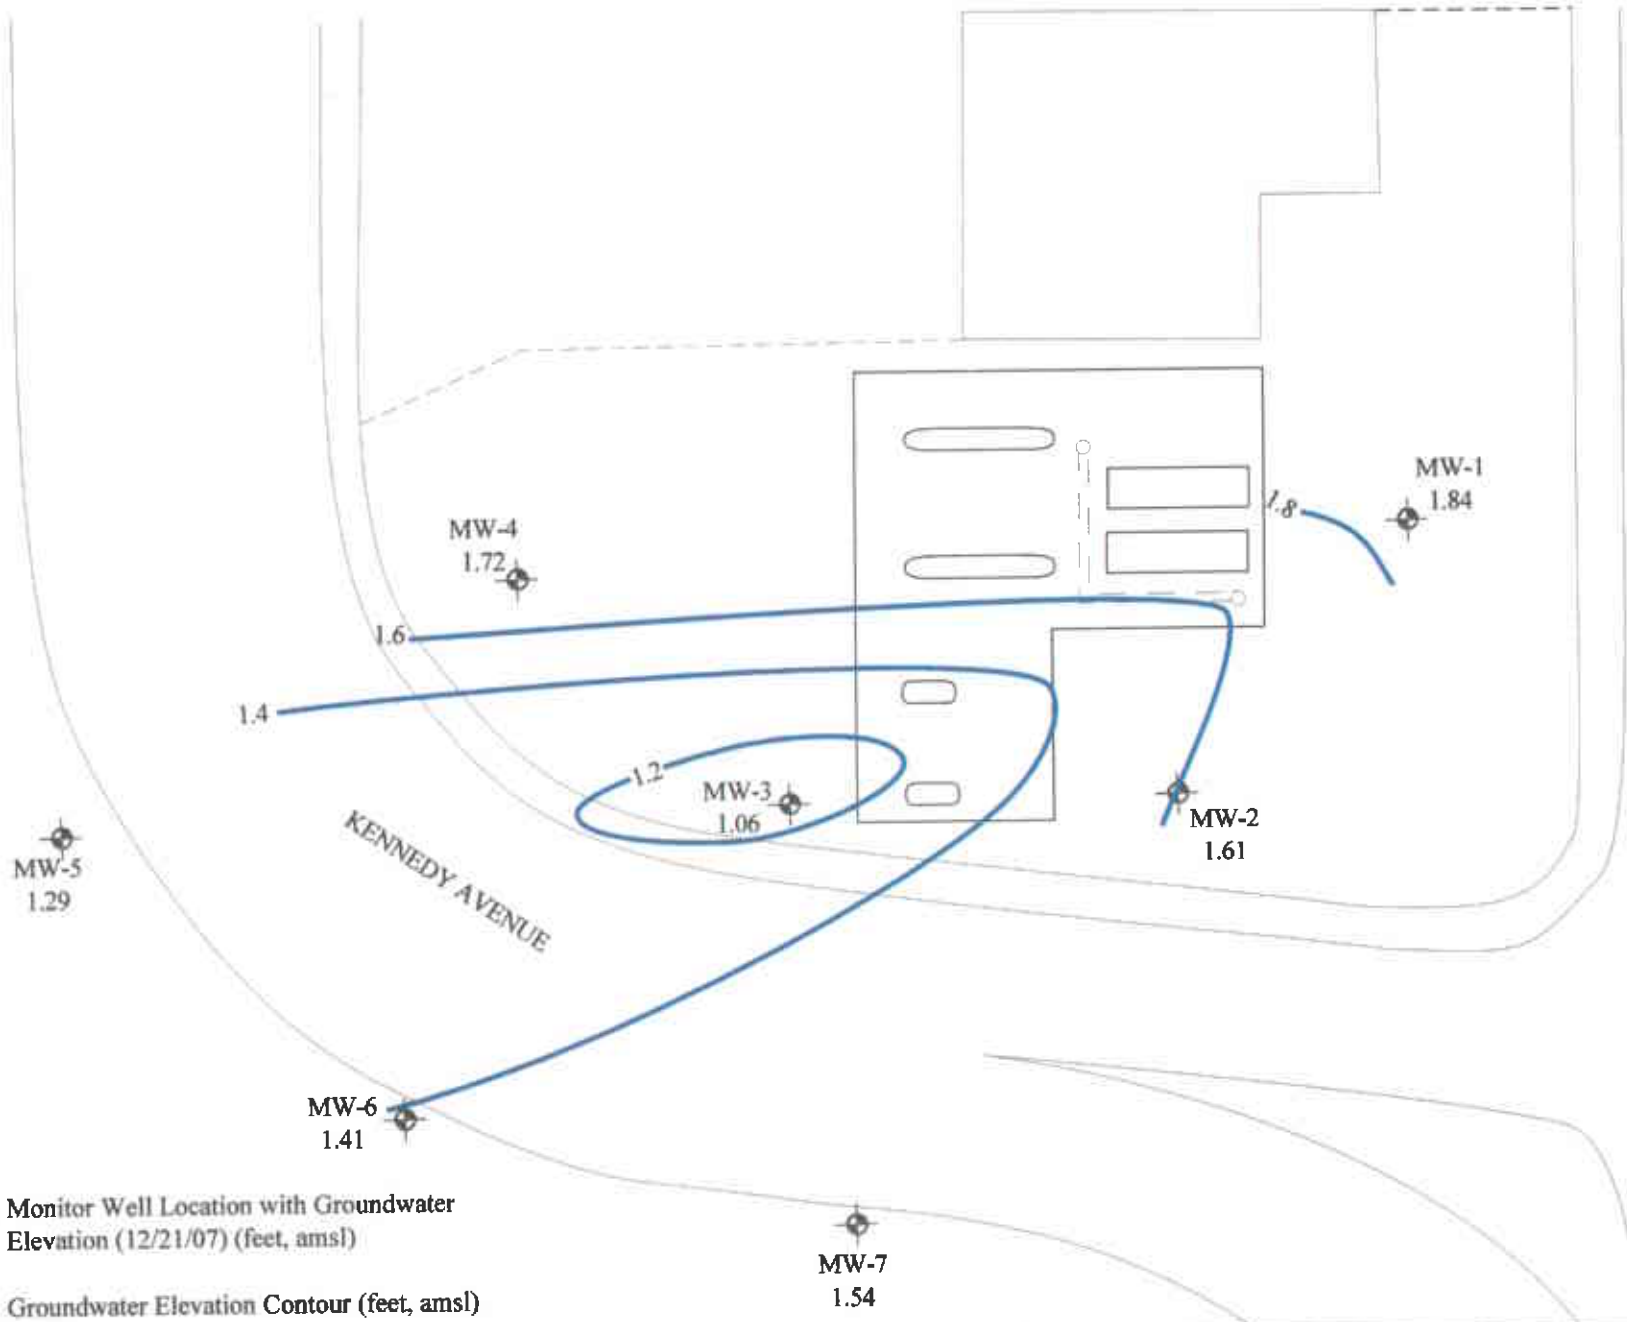 MW-1
1.84
1.8
MW-4
1.72
1.6
1.4
1.2
MW-3
1.06
MW-2
1.61
MW-5
1.29
KENNEDY AVENUE
MW-6
1.41
Monitor Well Location with Groundwater
Elevation (12/21/07) (feet, amsl)
MW-7
1.54
Groundwater Elevation Contour (feet, amsl)